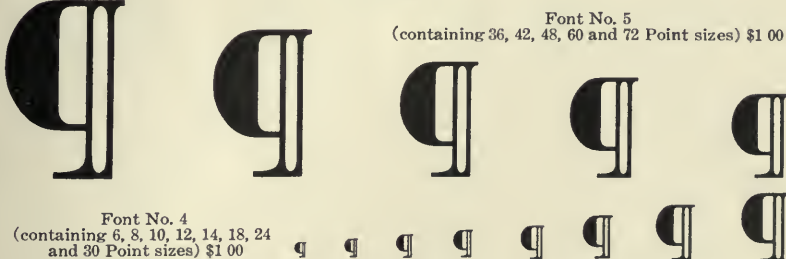 Font No. 5
(containing 36, 42, 48, 60 and 72 Point sizes) $1 00
¶ ¶ ¶ ¶ ¶
Font No. 4
(containing 6, 8, 10, 12, 14, 18, 24
and 30 Point sizes) $1 00
¶ ¶ ¶ ¶ ¶ ¶ ¶ ¶